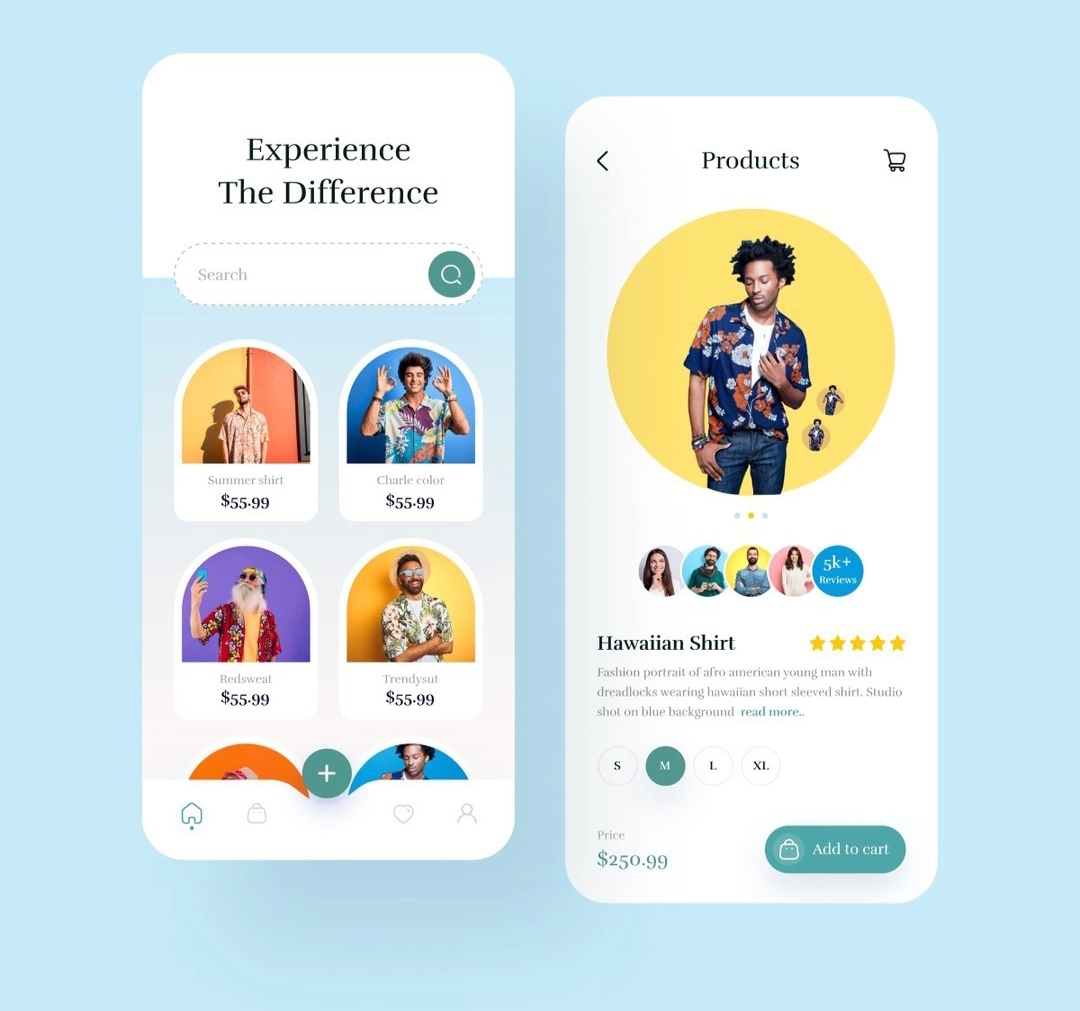 Experience
The Difference
Search
Summer shirt
$55.99
Charle color
$55.99
Redsweat
$55.99
Trendysut
$55.99
Products
5k+
Reviews
Hawaiian Shirt
Fashion portrait of afro american young man with
dreadlocks wearing hawaiian short sleeved shirt. Studio
shot on blue background read more..
S
M
L
XL
Price
$250.99
Add to cart